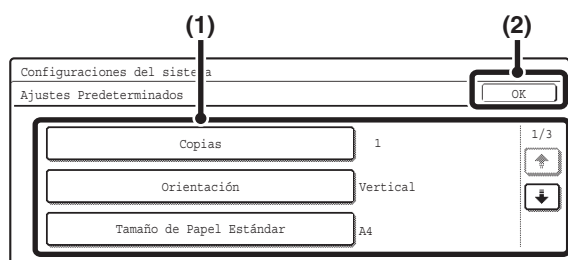 (1) (2)
Configuraciones del sistema
Ajustes Predeterminados OK
Copias 1 1/3
Orientación Vertical
Tamaño de Papel Estándar A4